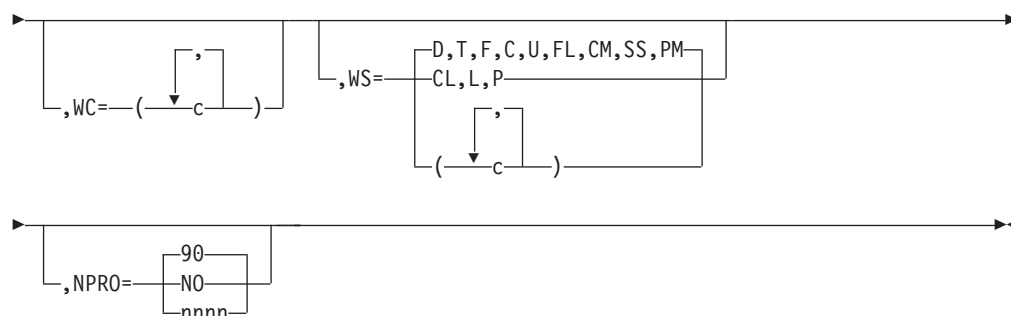 ,WC= ( , c )
,WS= D,T,F,C,U,FL,CM,SS,PM
CL,L,P
( , c )
,NPRO= 90
NO
nnnn